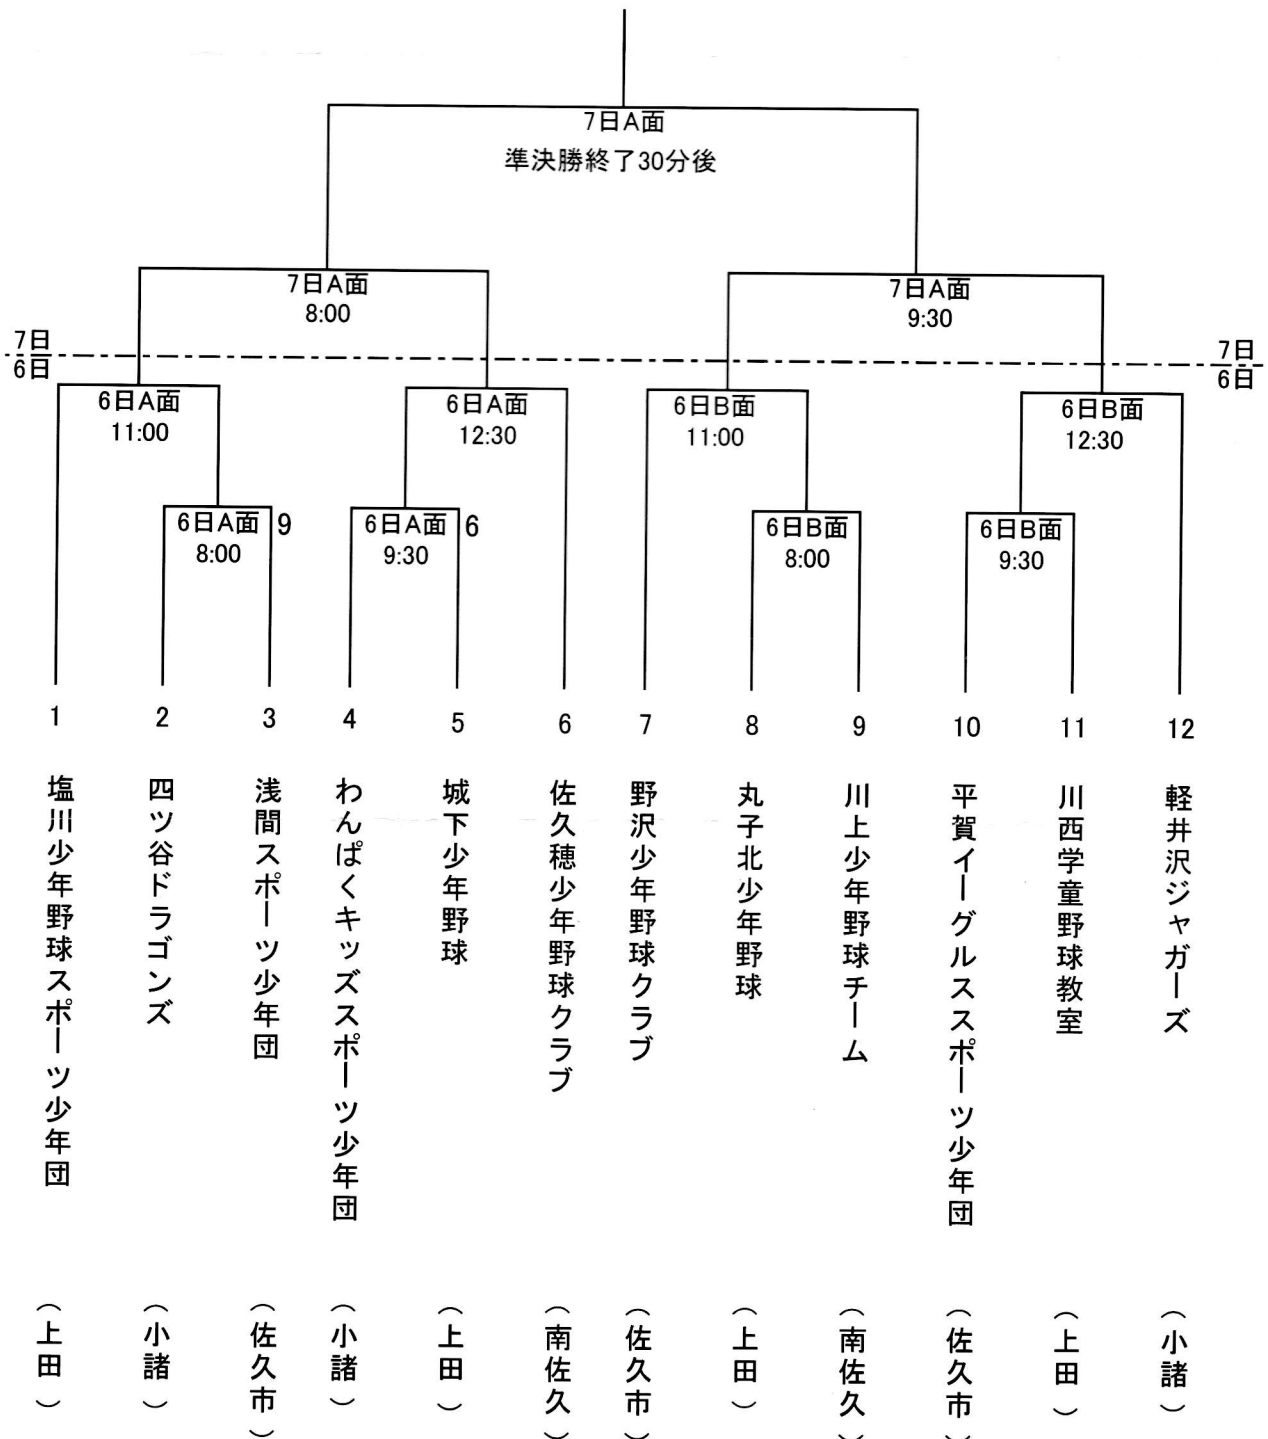 7日A面
準決勝終了30分後
7日A面
8:00
7日A面
9:30
7日
6日
7日
6日
6日A面
11:00
6日A面
12:30
6日B面
11:00
6日B面
12:30
6日A面 9
8:00
6日A面 6
9:30
6日B面
8:00
6日B面
9:30
1
2
3
4
5
6
7
8
9
10
11
12
塩川少年野球スポーツ少年団
四ツ谷ドラゴンズ
浅間スポーツ少年団
わんぱくキッズスポーツ少年団
城下少年野球
佐久穂少年野球クラブ
野沢少年野球クラブ
丸子北少年野球
川上少年野球チーム
平賀イーグルススポーツ少年団
川西学童野球教室
軽井沢ジャガーズ
（上田）
（小諸）
（佐久市）
（小諸）
（上田）
（南佐久）
（佐久市）
（上田）
（南佐久）
（佐久市）
（上田）
（小諸）